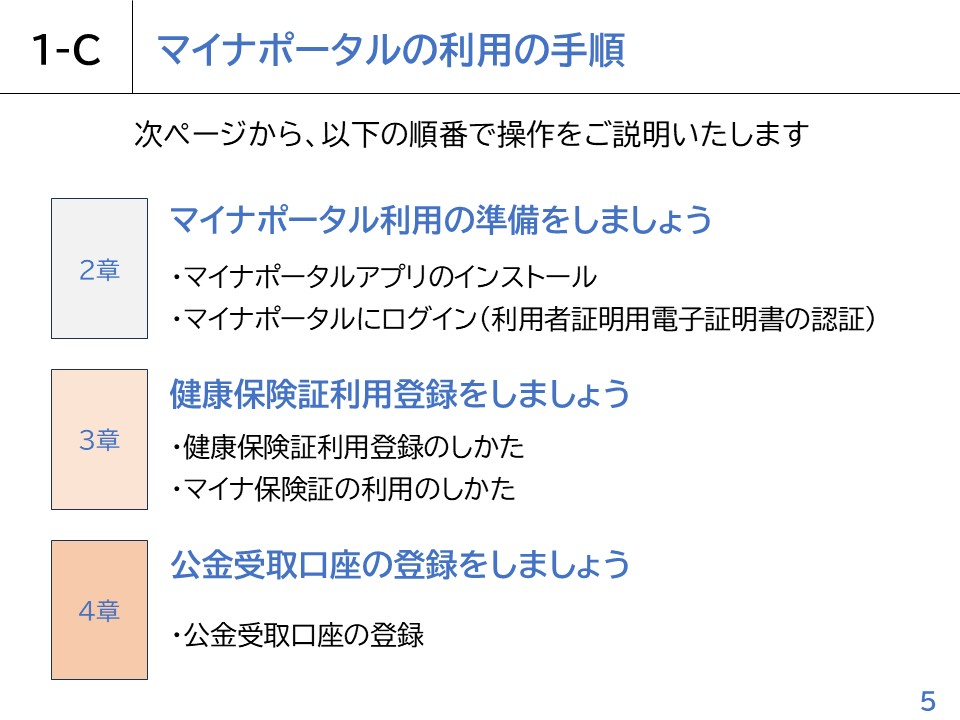 1-C
マイナポータルの利用の手順
次ページから、以下の順番で操作をご説明いたします
2章
マイナポータル利用の準備をしましょう
・マイナポータルアプリのインストール
・マイナポータルにログイン（利用者証明用電子証明書の認証）
3章
健康保険証利用登録をしましょう
・健康保険証利用登録のしかた
・マイナ保険証の利用のしかた
4章
公金受取口座の登録をしましょう
・公金受取口座の登録
5